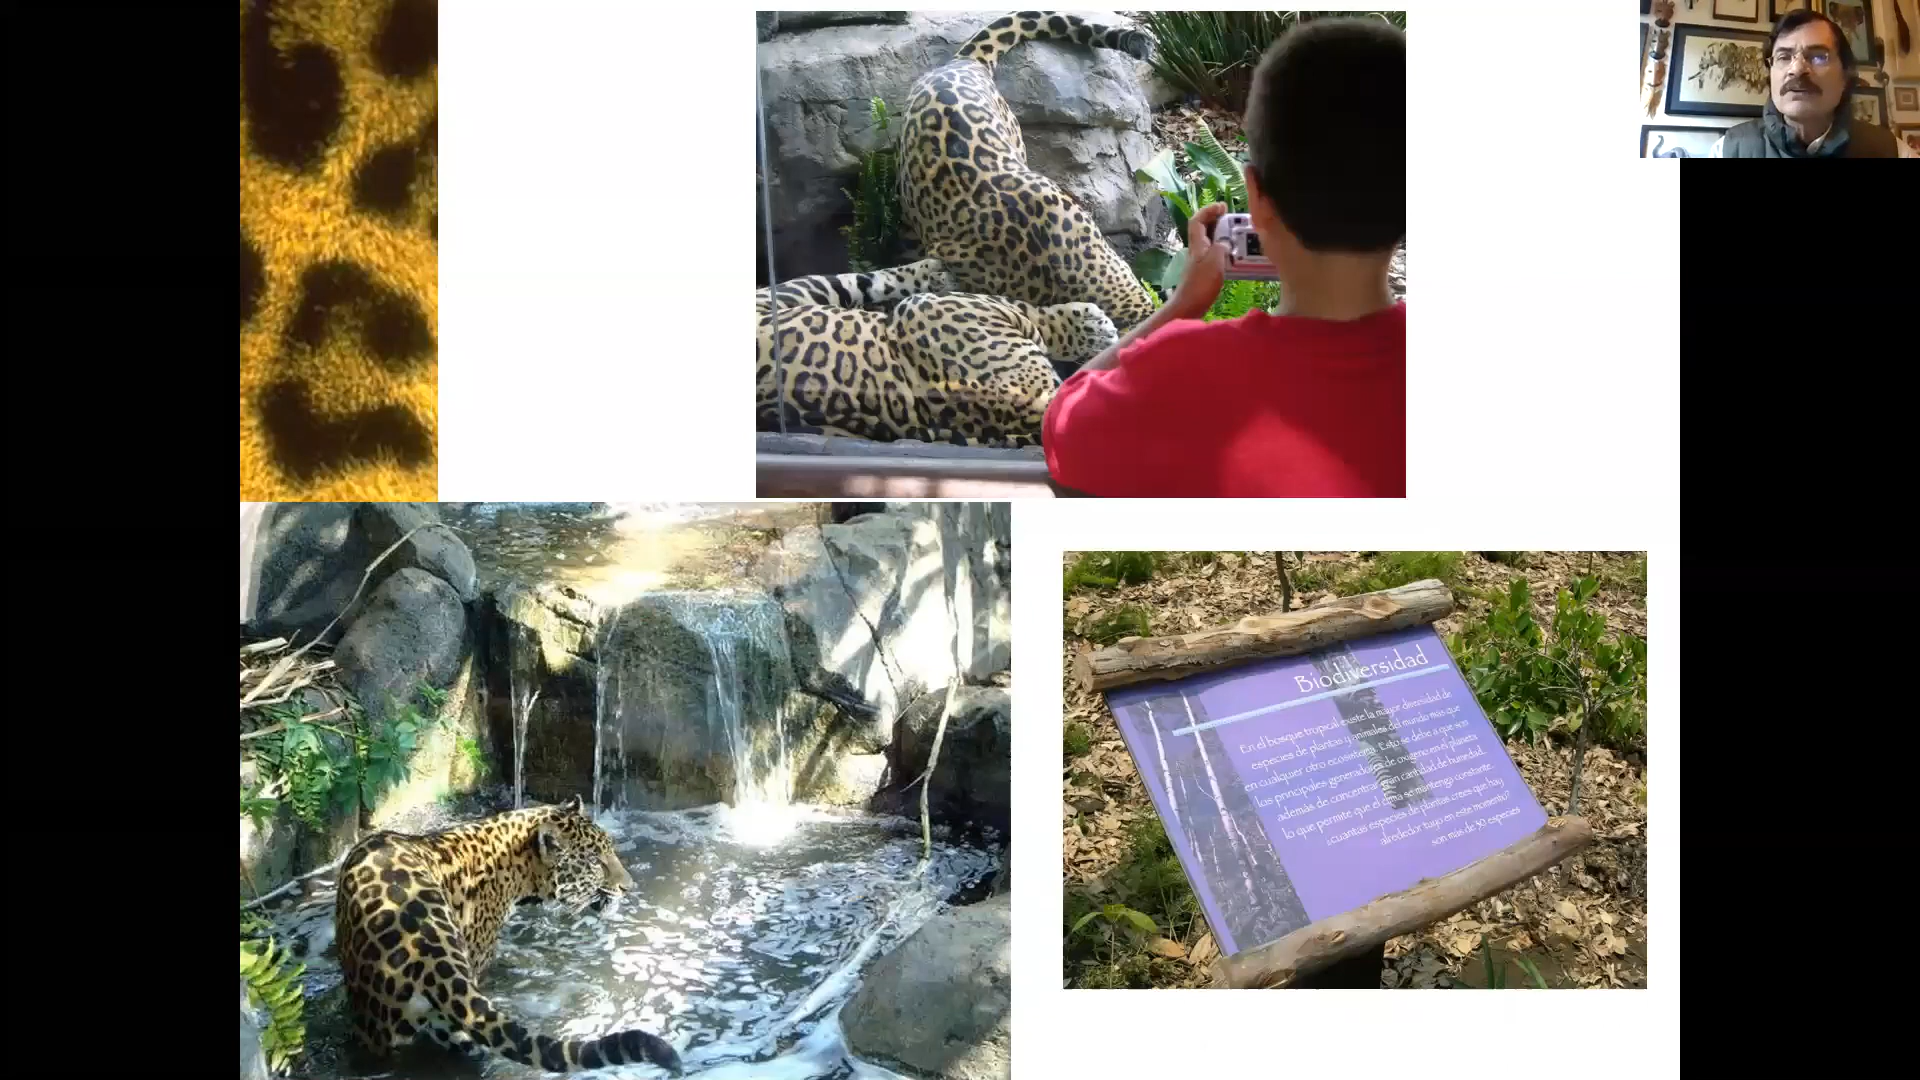 Biodiversidad
En el bosque tropical existe la mayor diversidad de
especies de plantas y animales del mundo más que
en cualquier otro ecosistema. Esto se debe a que son
los principales generadores de oxígeno en el planeta
además de concentrar gran cantidad de humedad,
lo que permite que el clima se mantenga constante.
¿cuantas especies de plantas crees que hay
alrededor tuyo en este momento?
son más de 30 especies